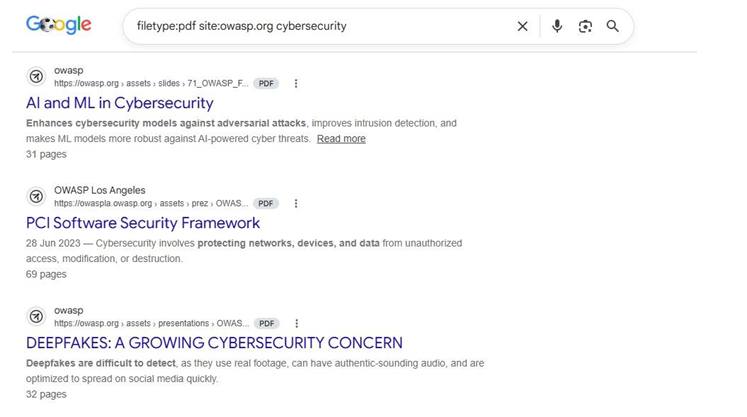 Google
filetype:pdf site:owasp.org cybersecurity
owasp
https://owasp.org › assets › slides › 71_OWASP_F... PDF
AI and ML in Cybersecurity
Enhances cybersecurity models against adversarial attacks, improves intrusion detection, and
makes ML models more robust against AI-powered cyber threats. Read more
31 pages
OWASP Los Angeles
https://owaspla.owasp.org › assets › prez › OWAS... PDF
PCI Software Security Framework
28 Jun 2023 — Cybersecurity involves protecting networks, devices, and data from unauthorized
access, modification, or destruction.
69 pages
owasp
https://owasp.org › assets › presentations › OWAS... PDF
DEEPFAKES: A GROWING CYBERSECURITY CONCERN
Deepfakes are difficult to detect, as they use real footage, can have authentic-sounding audio, and are
optimized to spread on social media quickly.
32 pages